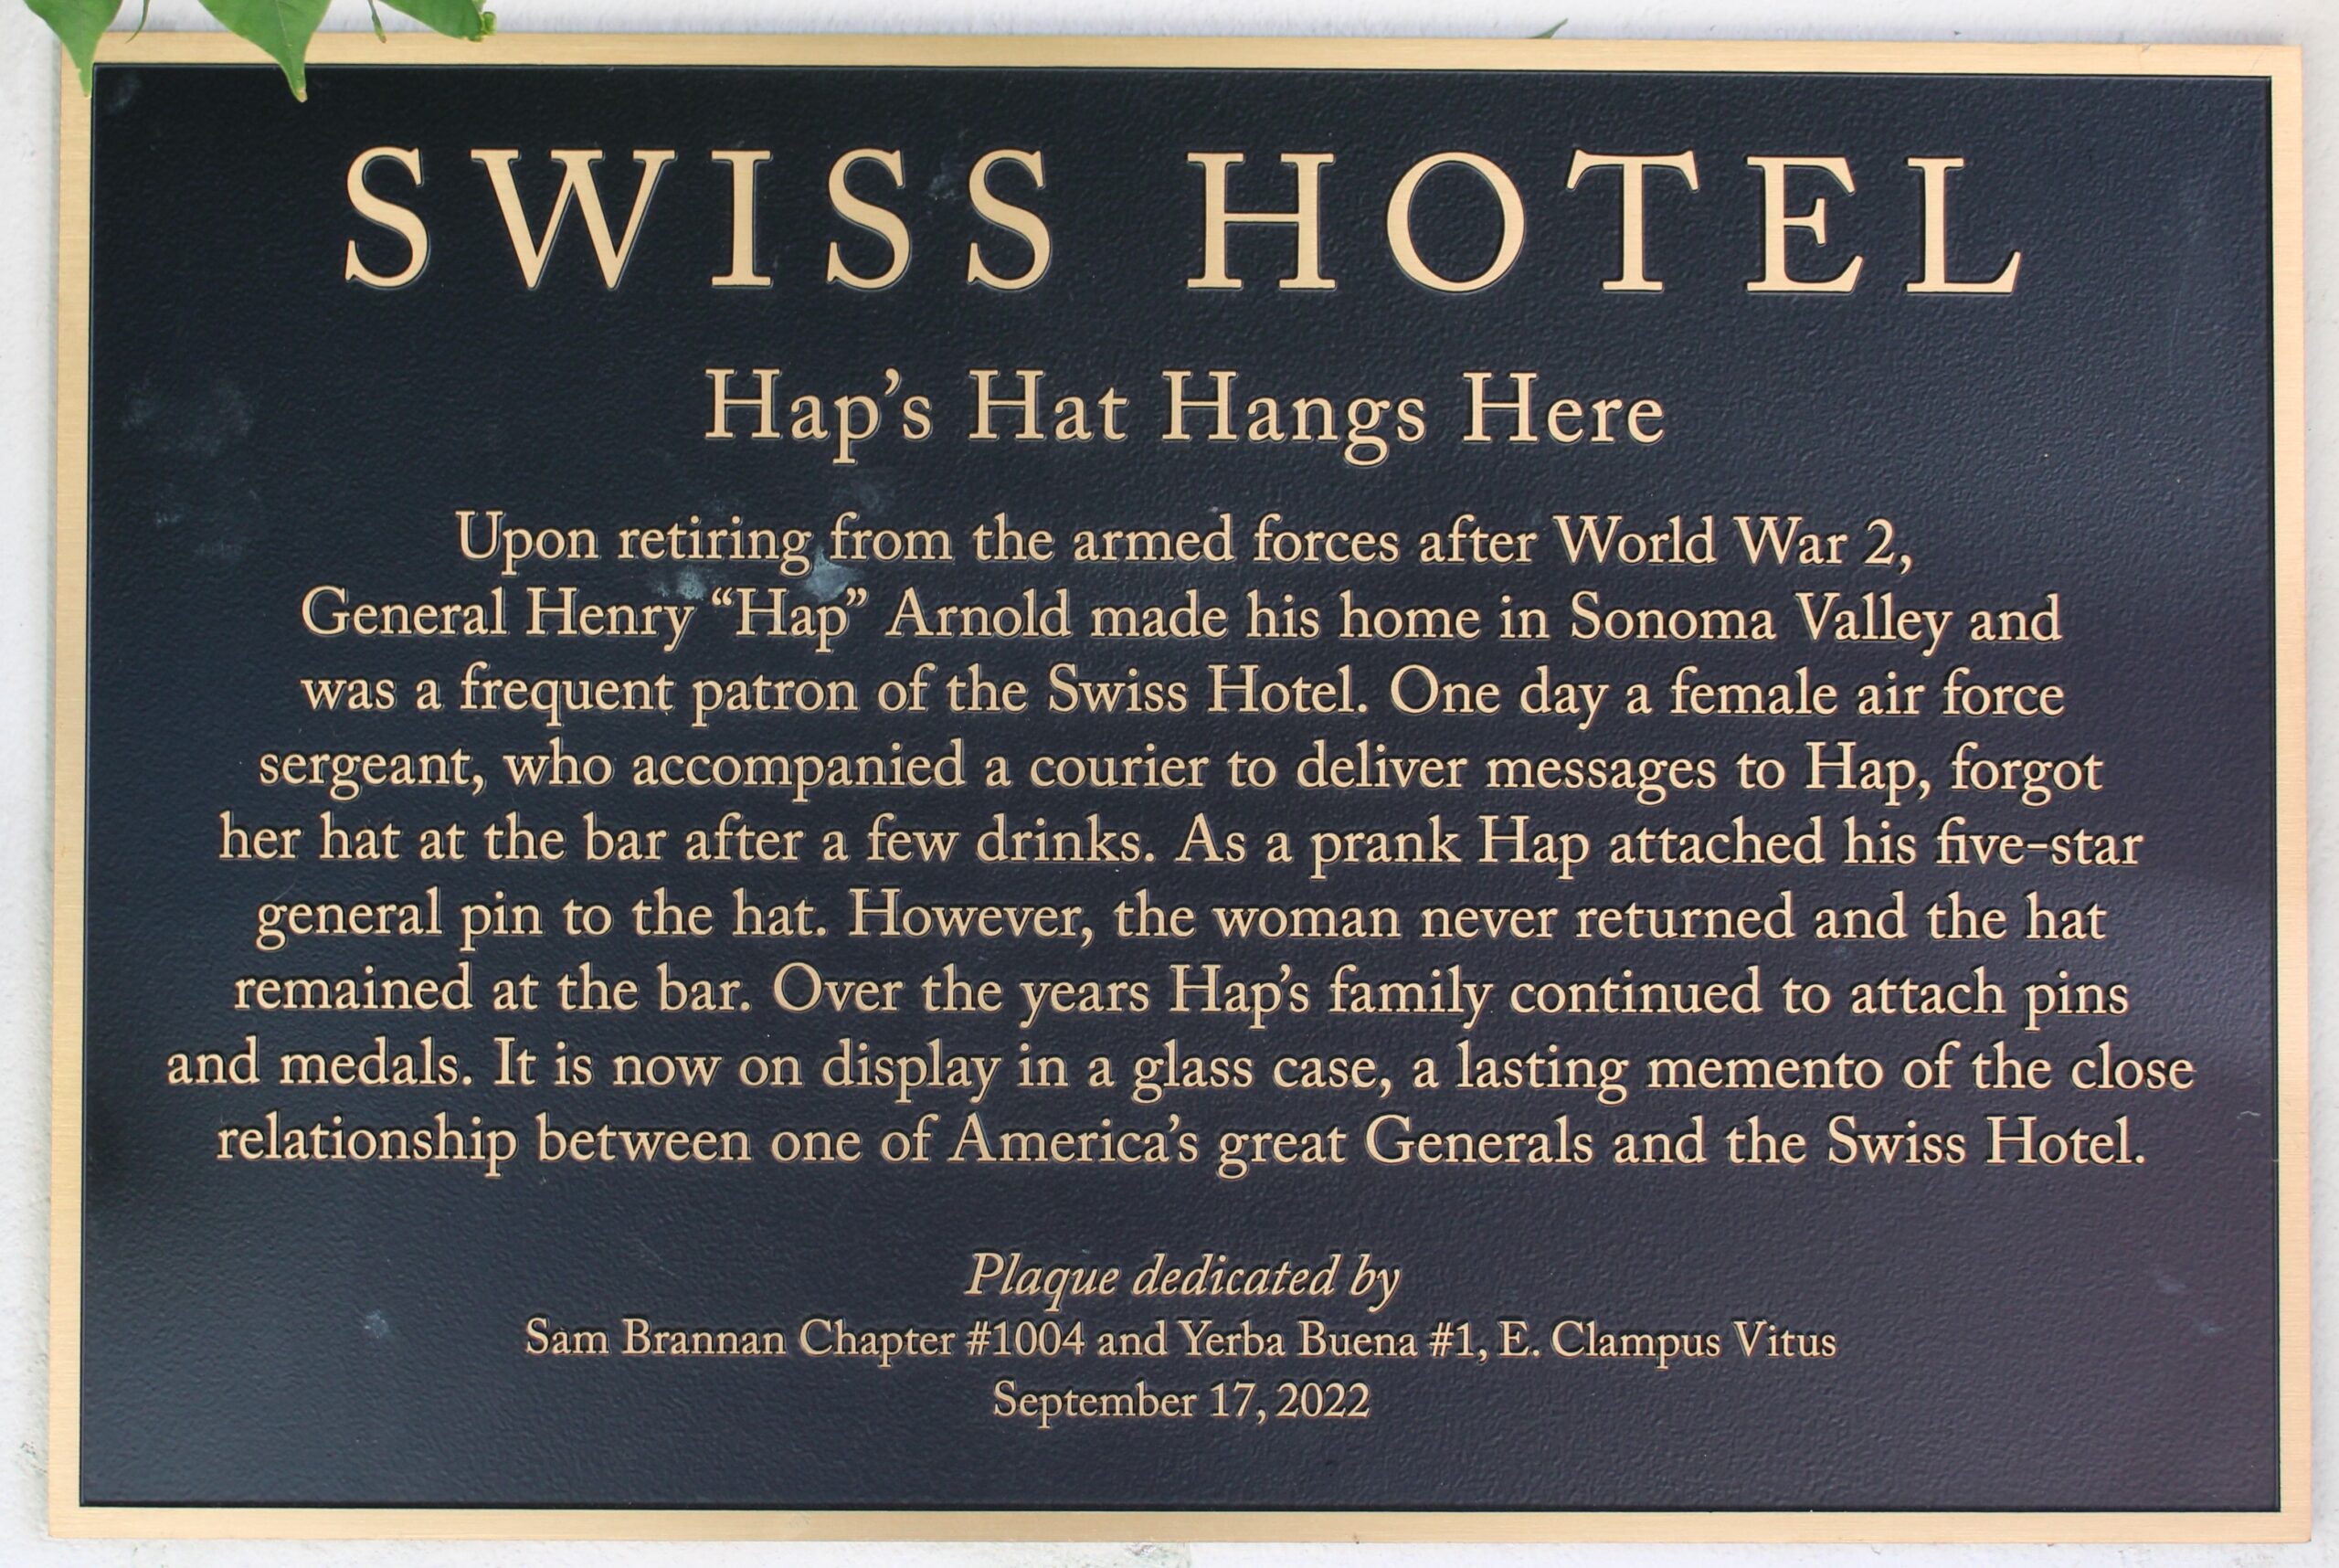 SWISS HOTEL
Hap's Hat Hangs Here
Upon retiring from the armed forces after World War 2,
General Henry “Hap” Arnold made his home in Sonoma Valley and
was a frequent patron of the Swiss Hotel. One day a female air force
sergeant, who accompanied a courier to deliver messages to Hap, forgot
her hat at the bar after a few drinks. As a prank Hap attached his five-star
general pin to the hat. However, the woman never returned and the hat
remained at the bar. Over the years Hap's family continued to attach pins
and medals. It is now on display in a glass case, a lasting memento of the close
relationship between one of America's great Generals and the Swiss Hotel.
Plaque dedicated by
Sam Brannan Chapter #1004 and Yerba Buena #1, E. Clampus Vitus
September 17, 2022